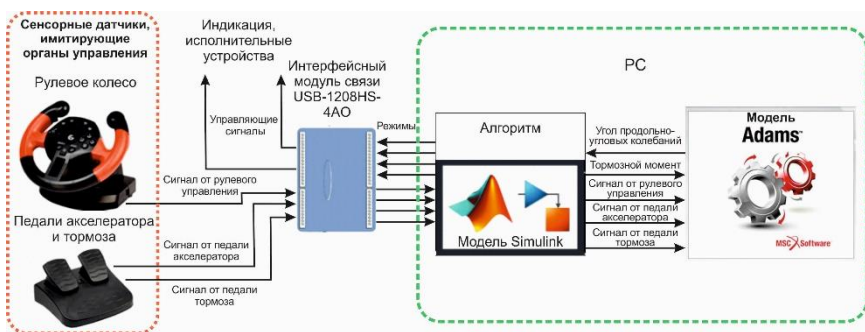 Сенсорные датчики,
имитирующие
органы управления
Рулевое колесо
Педали акселератора
и тормоза
Индикация,
исполнительные
устройства
Управляющие
сигналы
Сигнал от рулевого
управления
Сигнал от педали
акселератора
Сигнал от педали
тормоза
Интерфейсный
модуль связи
USB-1208HS-
4AO
Режимы
PC
Алгоритм
Модель Simulink
Угол продольно-
угловых колебаний
Тормозной момент
Сигнал от рулевого
управления
Сигнал от педали
акселератора
Сигнал от педали
тормоза
Модель
Adams™
MSC Software